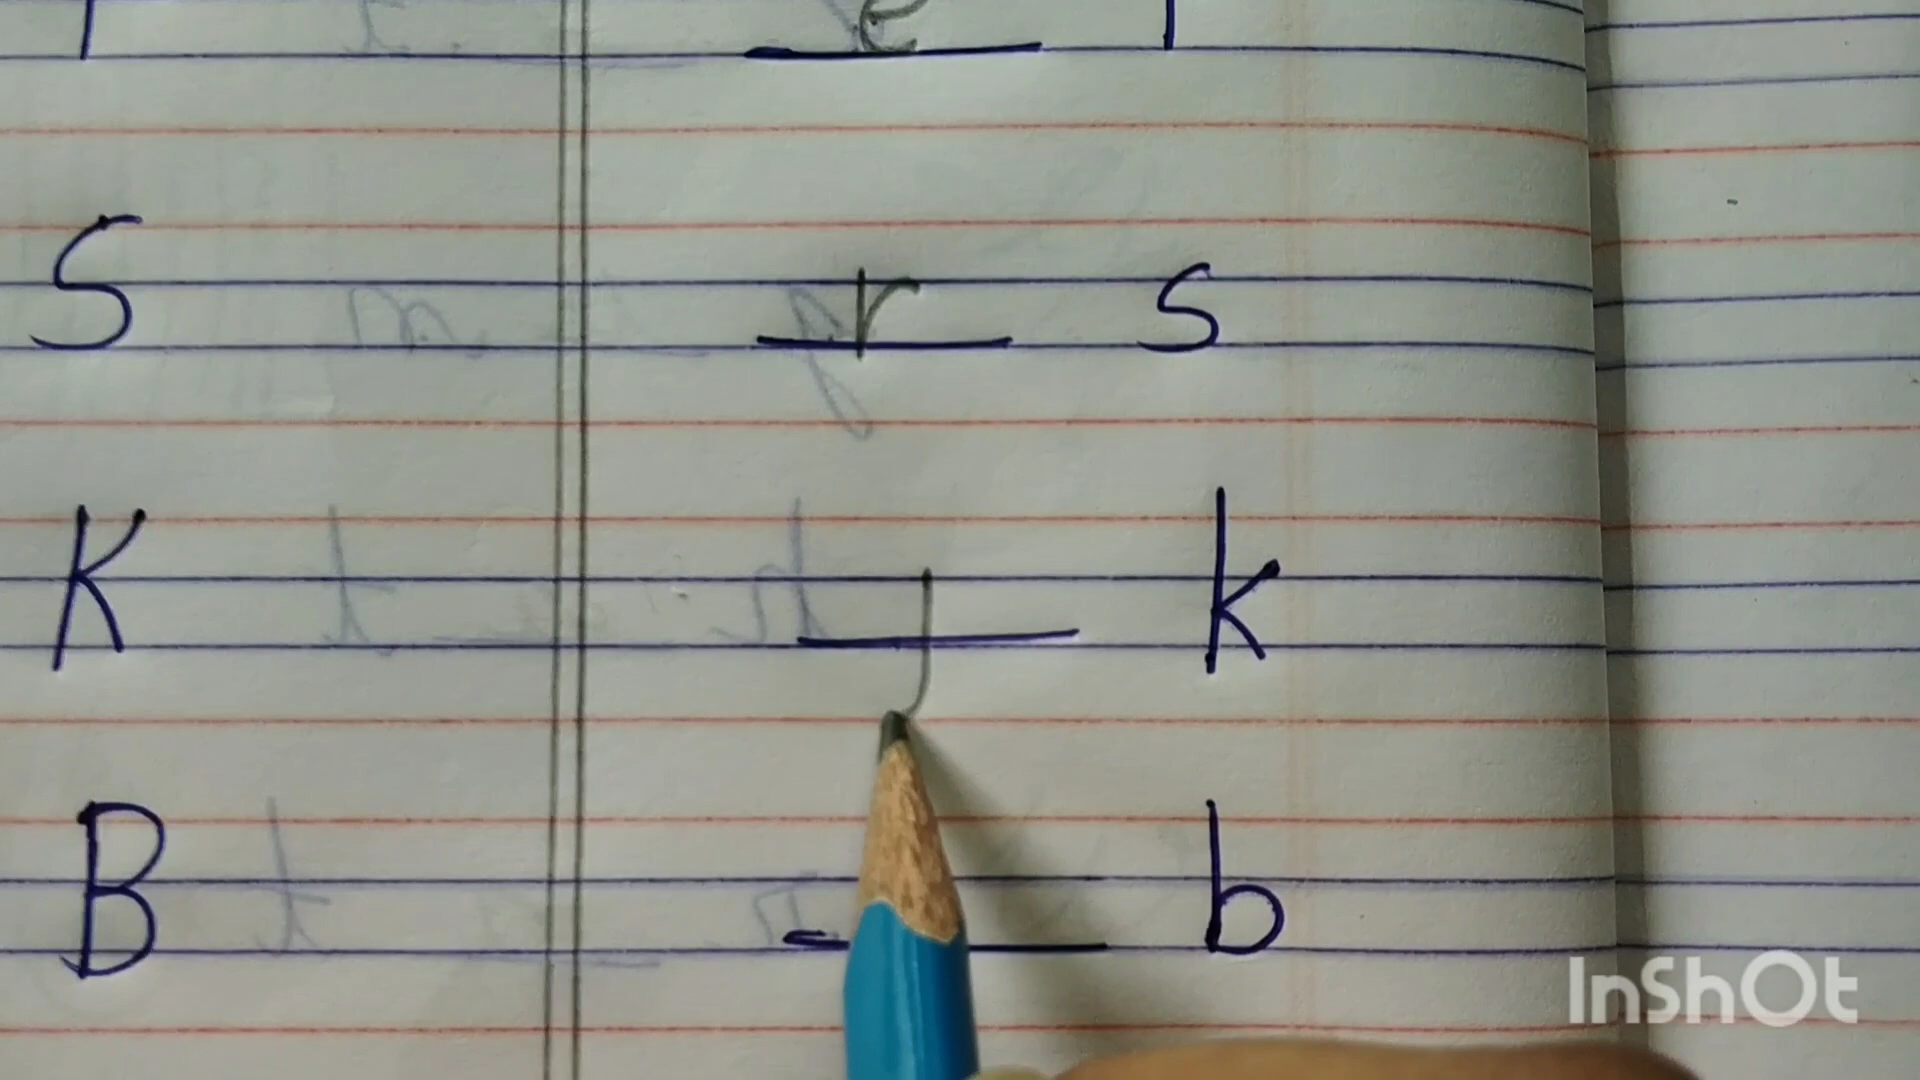 e
S r s
K j k
B b
InShOt